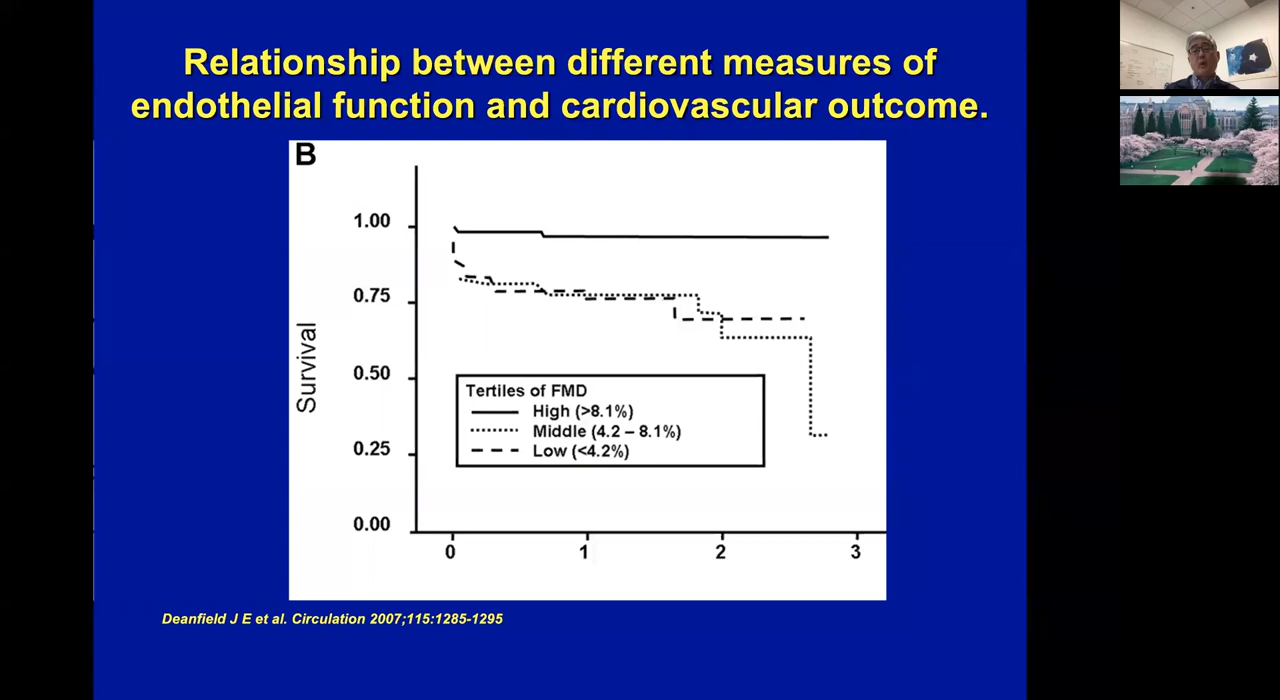 Relationship between different measures of
endothelial function and cardiovascular outcome.
B
1.00
0.75
0.50
0.25
0.00
Survival
Tertiles of FMD
High (>8.1%)
Middle (4.2 – 8.1%)
Low (<4.2%)
0 1 2 3
Deanfield J E et al. Circulation 2007;115:1285-1295